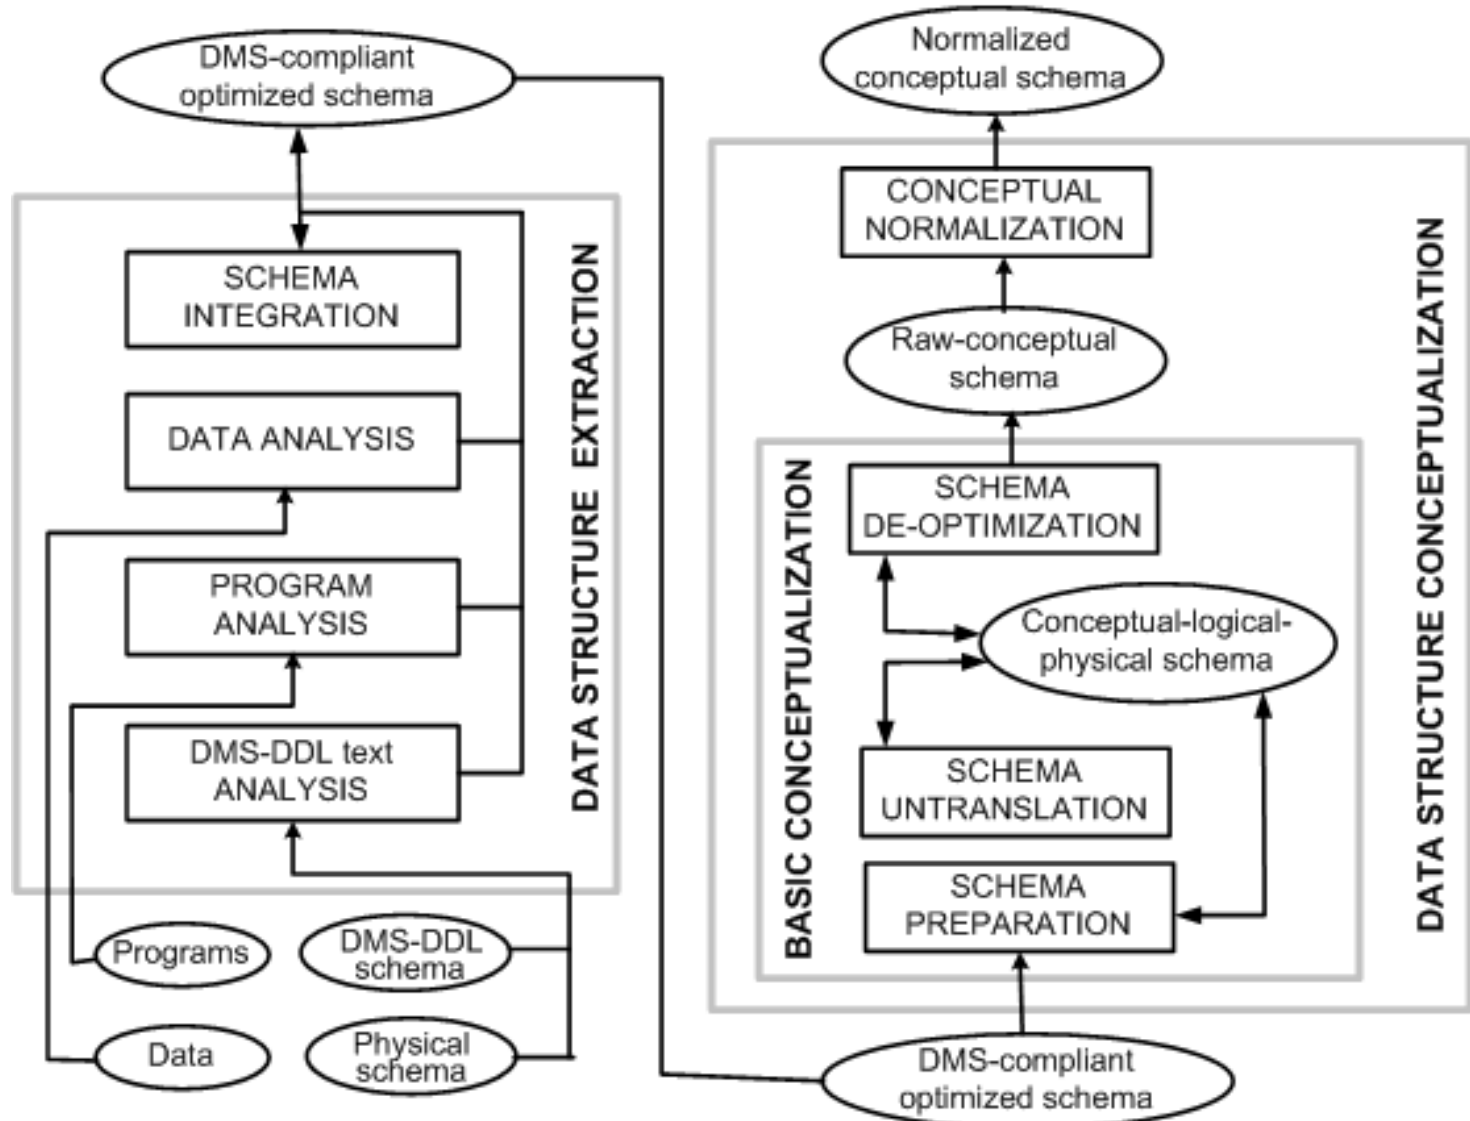 DMS-compliant
optimized schema
SCHEMA
INTEGRATION
DATA ANALYSIS
PROGRAM
ANALYSIS
DMS-DDL text
ANALYSIS
DATA STRUCTURE EXTRACTION
Programs
DMS-DDL
schema
Data
Physical
schema
Normalized
conceptual schema
CONCEPTUAL
NORMALIZATION
Raw-conceptual
schema
SCHEMA
DE-OPTIMIZATION
Conceptual-logical-
physical schema
SCHEMA
UNTRANSLATION
SCHEMA
PREPARATION
BASIC CONCEPTUALIZATION
DATA STRUCTURE CONCEPTUALIZATION
DMS-compliant
optimized schema